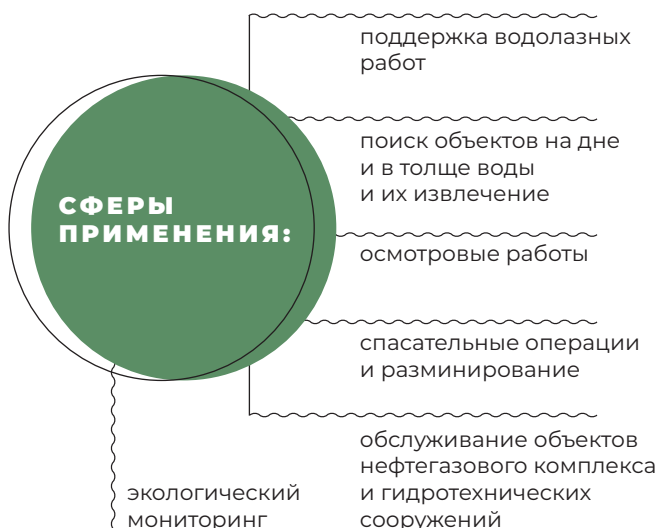 СФЕРЫ
ПРИМЕНЕНИЯ:
поддержка водолазных
работ
поиск объектов на дне
и в толще воды
и их извлечение
осмотровые работы
спасательные операции
и разминирование
обслуживание объектов
нефтегазового комплекса
и гидротехнических
сооружений
экологический
мониторинг